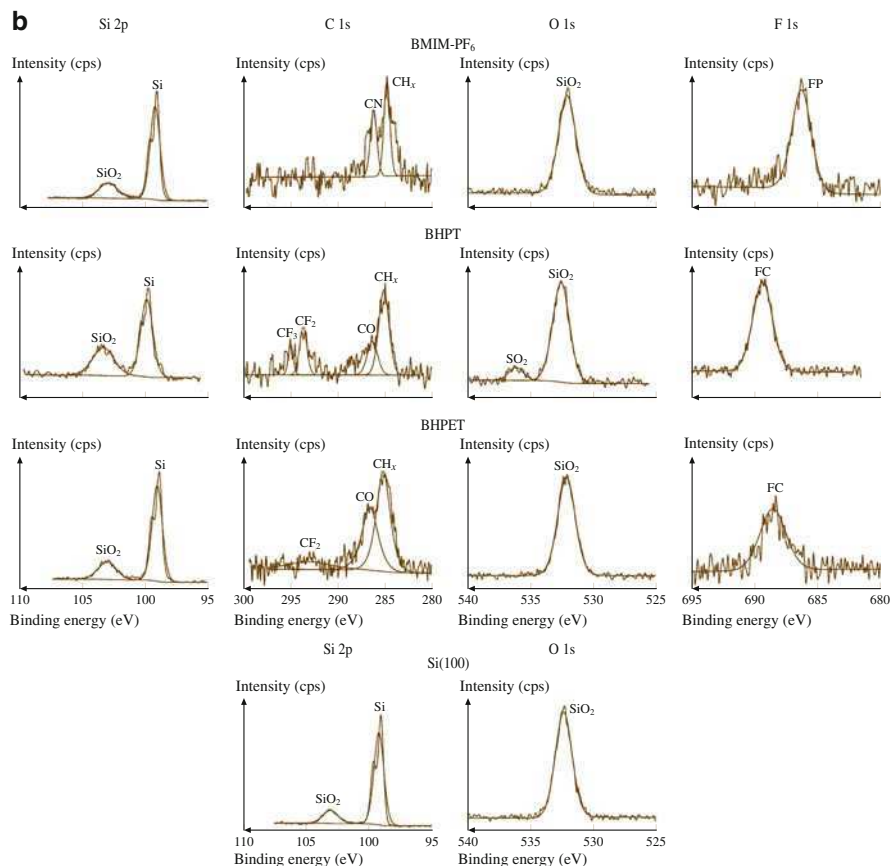 b
Si 2p C 1s O 1s F 1s
BMIM-PF₆
Intensity (cps) Intensity (cps) Intensity (cps) Intensity (cps)
Si CN CHₓ SiO₂ FP
SiO₂
BHPT
Intensity (cps) Intensity (cps) Intensity (cps) Intensity (cps)
Si CHₓ SiO₂ FC
SiO₂ CF₃ CF₂ CO SO₂
BHPET
Intensity (cps) Intensity (cps) Intensity (cps) Intensity (cps)
Si CHₓ SiO₂ FC
SiO₂ CF₂ CO
110 105 100 95 300 295 290 285 280 540 535 530 525 695 690 685 680
Binding energy (eV) Binding energy (eV) Binding energy (eV) Binding energy (eV)
Si 2p O 1s
Si(100)
Intensity (cps) Intensity (cps)
Si SiO₂
SiO₂
110 105 100 95 540 535 530 525
Binding energy (eV) Binding energy (eV)